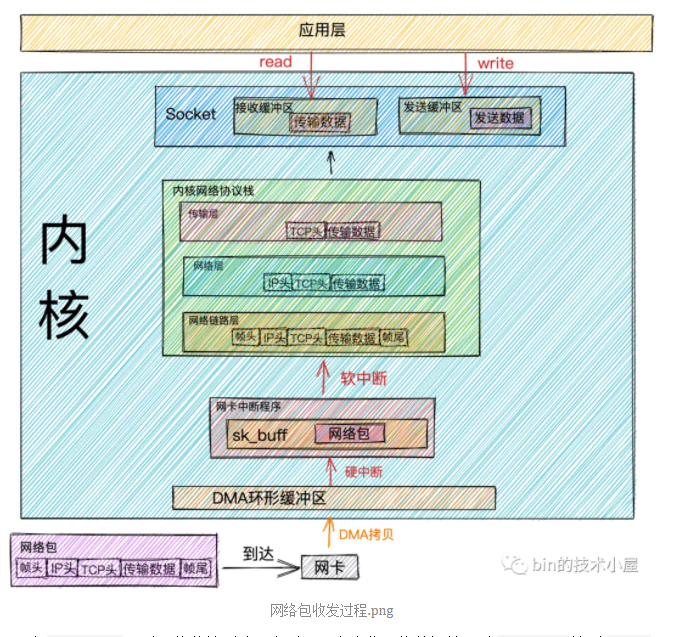 应用层
read
write
Socket
接收缓冲区
传输数据
发送缓冲区
发送数据
内核
内核网络协议栈
传输层
TCP头 传输数据
网络层
IP头 TCP头 传输数据
网络链路层
帧头 IP头 TCP头 传输数据 帧尾
软中断
网卡中断程序
sk_buff
网络包
硬中断
DMA环形缓冲区
DMA拷贝
网络包
帧头 IP头 TCP头 传输数据 帧尾
到达
网卡
bin的技术小屋
网络包收发过程.png